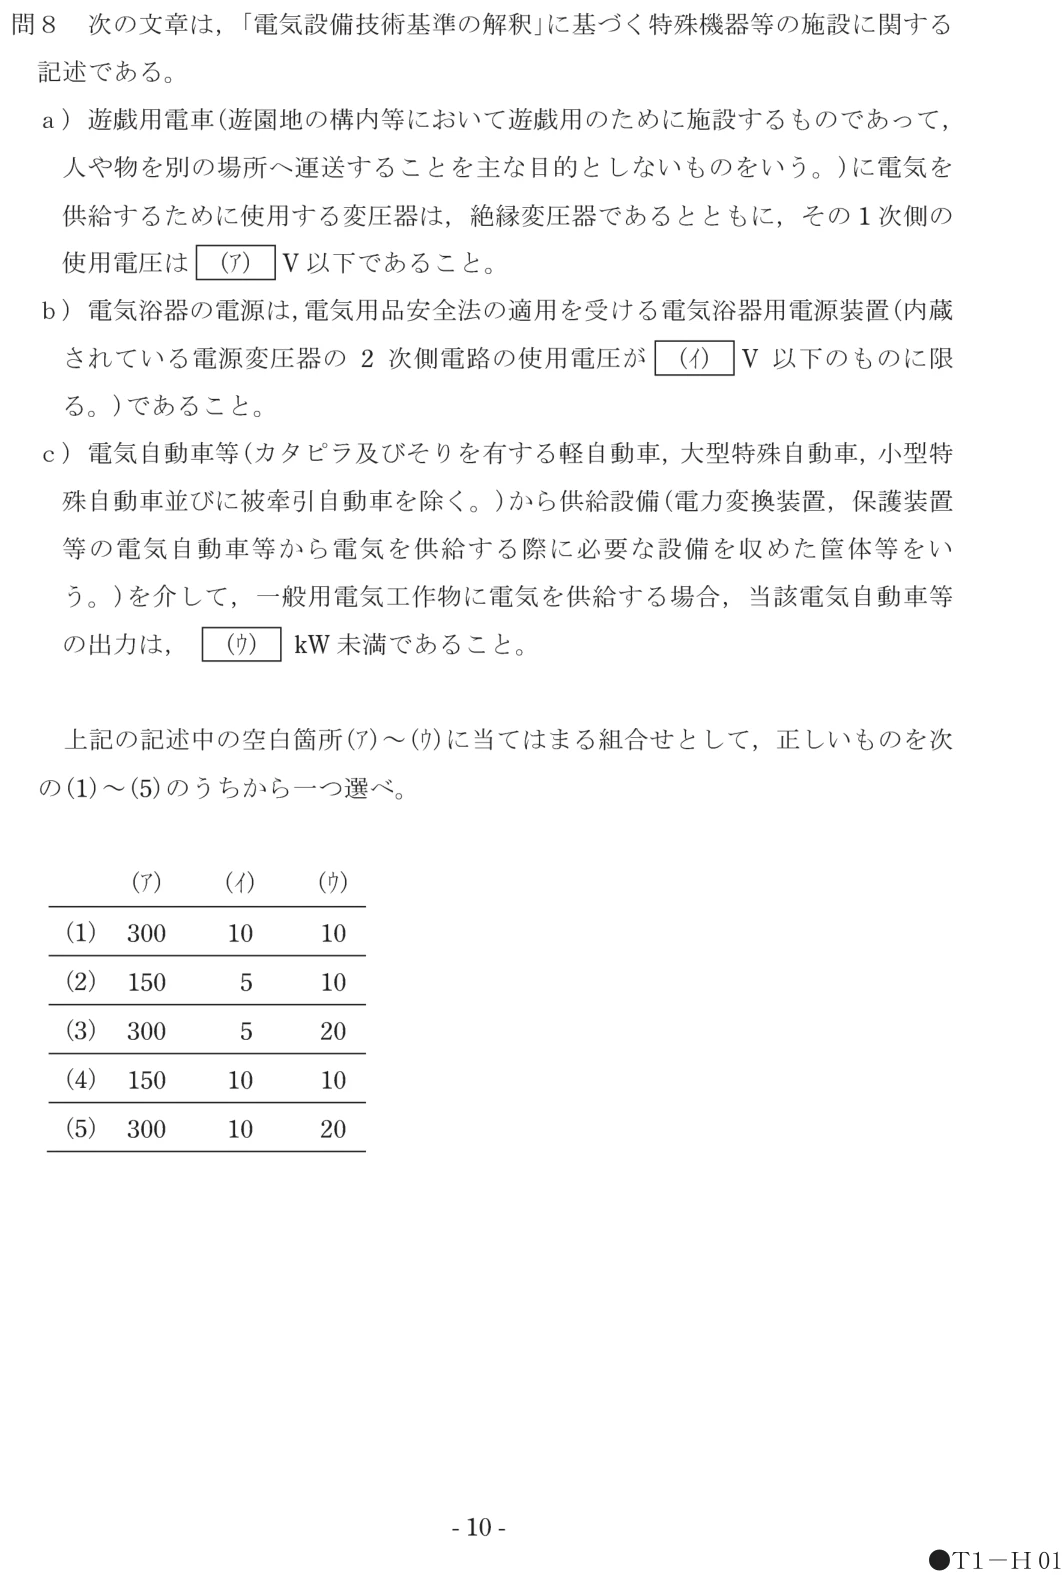 問８　次の文章は，「電気設備技術基準の解釈」に基づく特殊機器等の施設に関する
記述である。
a）遊戯用電車(遊園地の構内等において遊戯用のために施設するものであって，
人や物を別の場所へ運送することを主な目的としないものをいう。)に電気を
供給するために使用する変圧器は，絶縁変圧器であるとともに，その 1 次側の
使用電圧は (ア) V 以下であること。
b）電気浴器の電源は，電気用品安全法の適用を受ける電気浴器用電源装置(内蔵
されている電源変圧器の 2 次側電路の使用電圧が (イ) V 以下のものに限
る。)であること。
c）電気自動車等(カタピラ及びそりを有する軽自動車，大型特殊自動車，小型特
殊自動車並びに被牽引自動車を除く。)から供給設備(電力変換装置，保護装置
等の電気自動車等から電気を供給する際に必要な設備を収めた筐体等をい
う。)を介して，一般用電気工作物に電気を供給する場合，当該電気自動車等
の出力は， (ウ) kW 未満であること。
上記の記述中の空白箇所(ア)～(ウ)に当てはまる組合せとして，正しいものを次
の(1)～(5)のうちから一つ選べ。
(ア) (イ) (ウ)
(1) 300 10 10
(2) 150 5 10
(3) 300 5 20
(4) 150 10 10
(5) 300 10 20
- 10 -
●T1－H 01